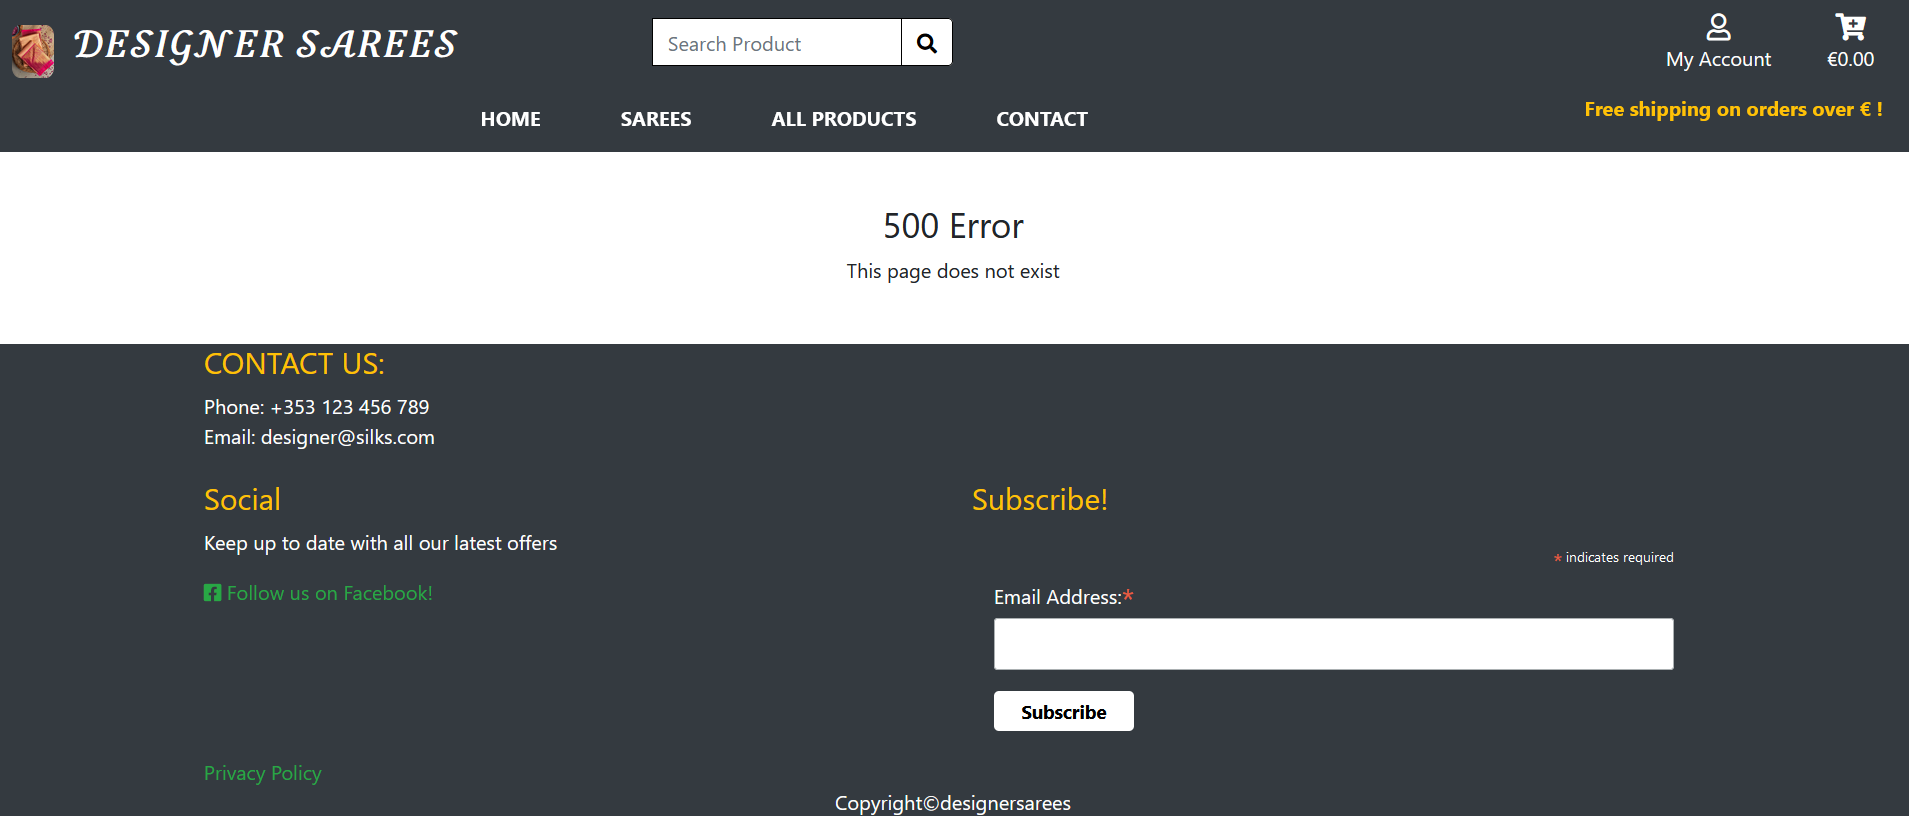 DESIGNER SAREES
Search Product
My Account
€0.00
HOME
SAREES
ALL PRODUCTS
CONTACT
Free shipping on orders over € !
500 Error
This page does not exist
CONTACT US:
Phone: +353 123 456 789
Email: designer@silks.com
Social
Keep up to date with all our latest offers
Follow us on Facebook!
Subscribe!
* indicates required
Email Address:*
Subscribe
Privacy Policy
Copyright©designersarees